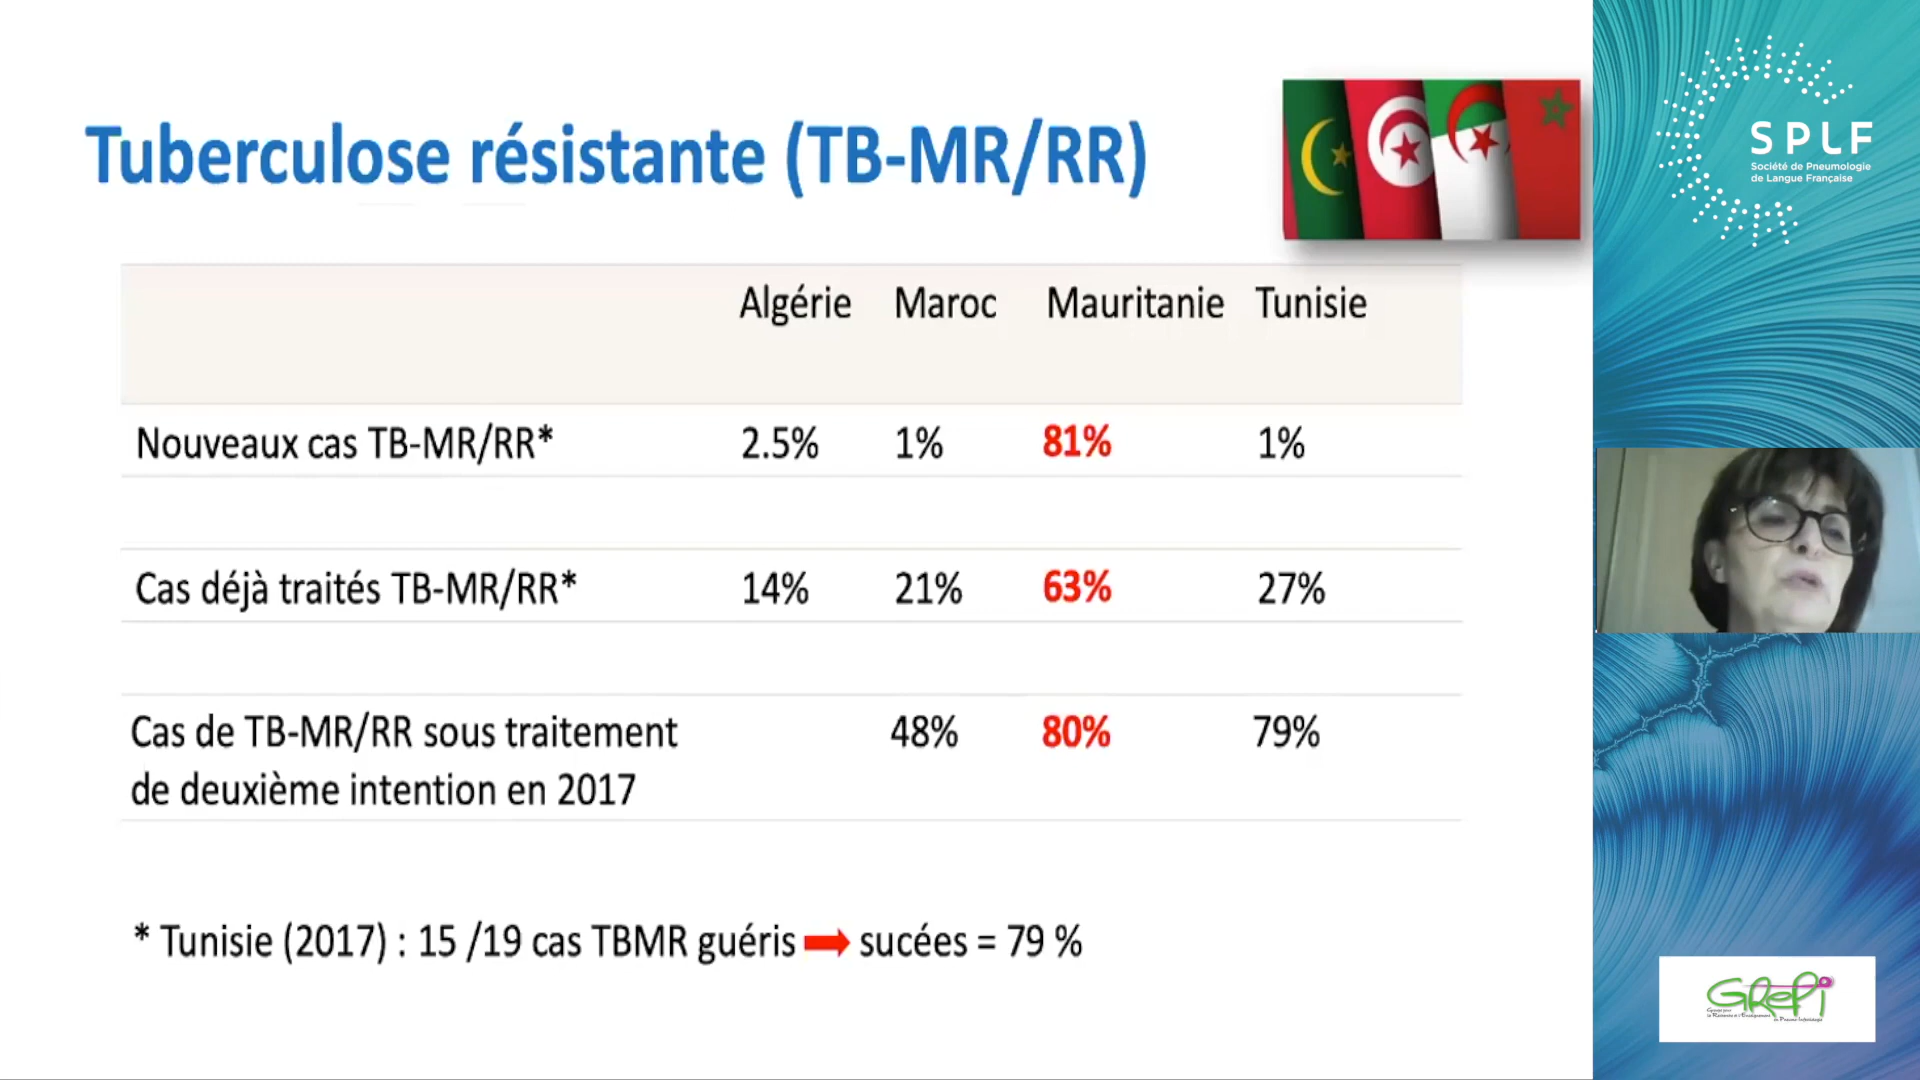 Tuberculose résistante (TB-MR/RR)
SPLF
Société de Pneumologie
de Langue Française
Algérie Maroc Mauritanie Tunisie
Nouveaux cas TB-MR/RR* 2.5% 1% 81% 1%
Cas déjà traités TB-MR/RR* 14% 21% 63% 27%
Cas de TB-MR/RR sous traitement 48% 80% 79%
de deuxième intention en 2017
* Tunisie (2017) : 15 /19 cas TBMR guéris sucées = 79 %
GREPI